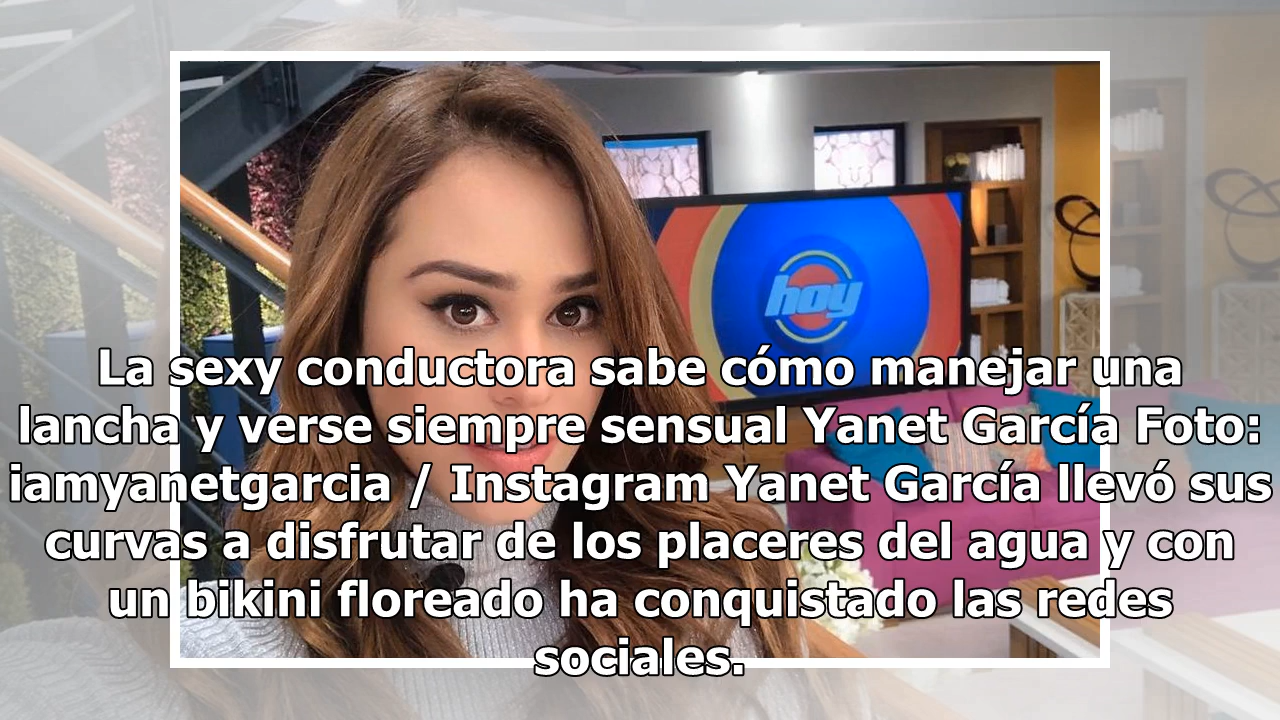 hoy
La sexy conductora sabe cómo manejar una
lancha y verse siempre sensual Yanet García Foto:
iamyanetgarcia / Instagram Yanet García llevó sus
curvas a disfrutar de los placeres del agua y con
un bikini floreado ha conquistado las redes
sociales.